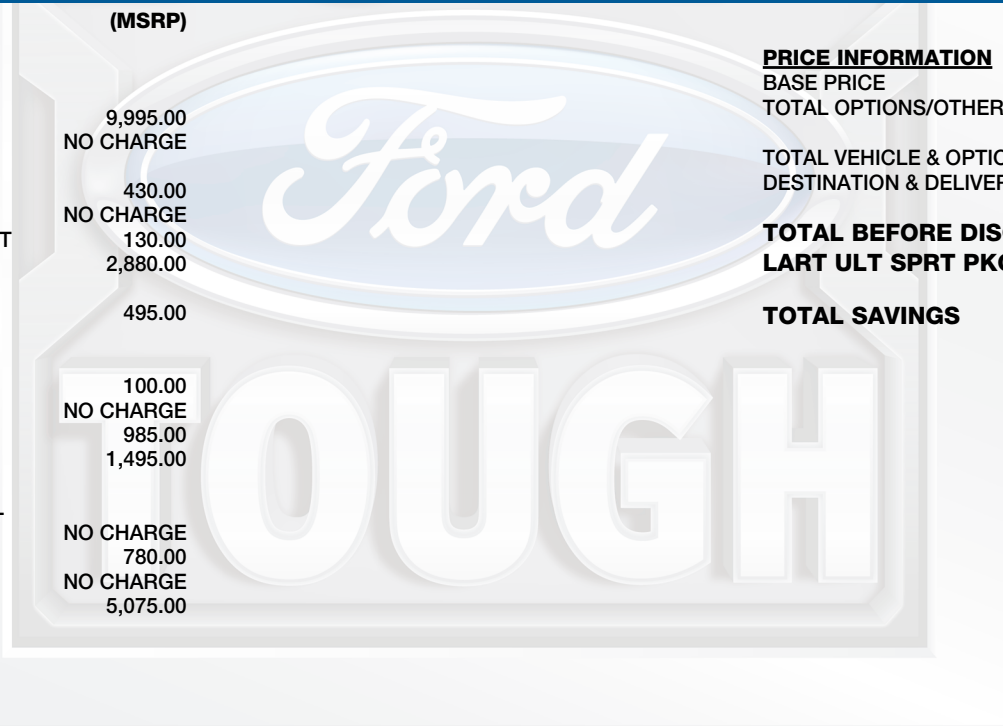 (MSRP)
9,995.00
NO CHARGE
430.00
NO CHARGE
T
130.00
2,880.00
495.00
100.00
NO CHARGE
985.00
1,495.00
NO CHARGE
780.00
NO CHARGE
5,075.00
PRICE INFORMATION
BASE PRICE
TOTAL OPTIONS/OTHER
TOTAL VEHICLE & OPTIO
DESTINATION & DELIVER
TOTAL BEFORE DIS
LART ULT SPRT PKG
TOTAL SAVINGS
Ford
TOUGH